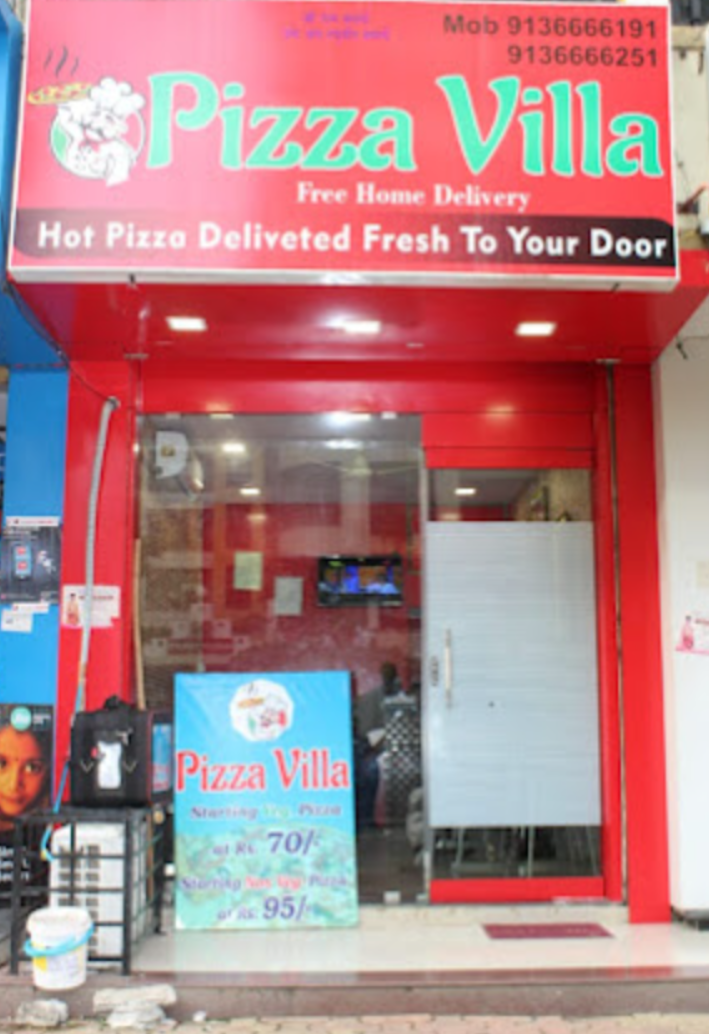 Mob 9136666191
9136666251
Pizza Villa
Free Home Delivery
Hot Pizza Deliveted Fresh To Your Door
Pizza Villa
Starting Veg. Pizza
at Rs. 70/-
Starting Non Veg. Pizza
at Rs. 95/-